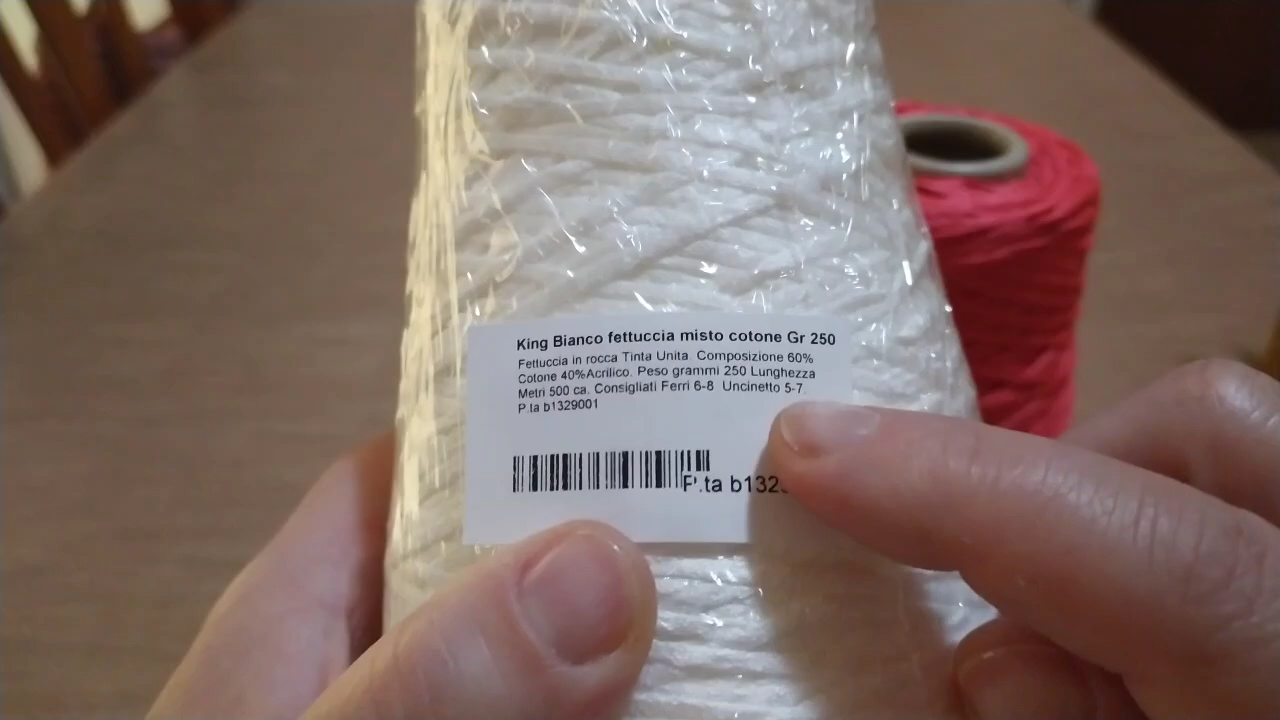 King Bianco fettuccia misto cotone Gr 250
Fettuccia in rocca Tinta Unita. Composizione 60%
Cotone 40%Acrilico. Peso grammi 250 Lunghezza
Metri 500 ca. Consigliati Ferri 6-8 Uncinetto 5-7.
P.ta b1329001
P.ta